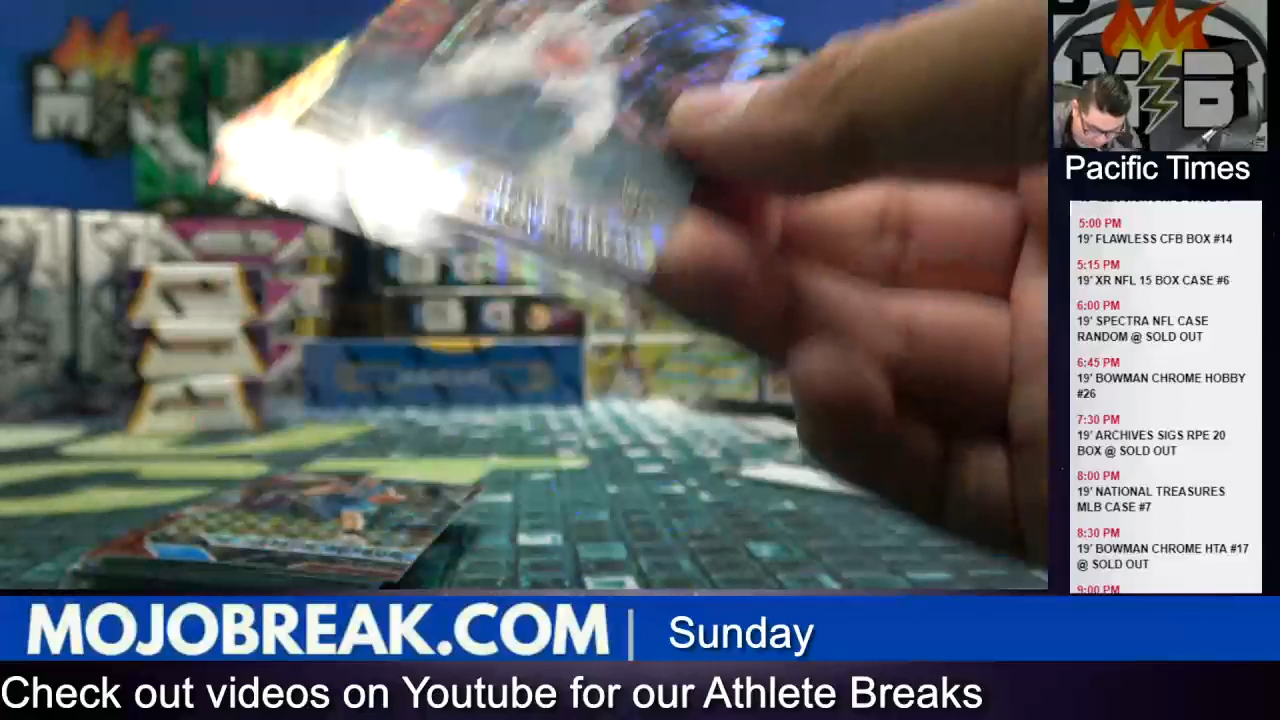 M B
Pacific Times
5:00 PM
19' FLAWLESS CFB BOX #14
5:15 PM
19' XR NFL 15 BOX CASE #6
6:00 PM
19' SPECTRA NFL CASE
RANDOM @ SOLD OUT
6:45 PM
19' BOWMAN CHROME HOBBY
#26
7:30 PM
19' ARCHIVES SIGS RPE 20
BOX @ SOLD OUT
8:00 PM
19' NATIONAL TREASURES
MLB CASE #7
8:30 PM
19' BOWMAN CHROME HTA #17
@ SOLD OUT
9:00 PM
MOJOBREAK.COM | Sunday
Check out videos on Youtube for our Athlete Breaks